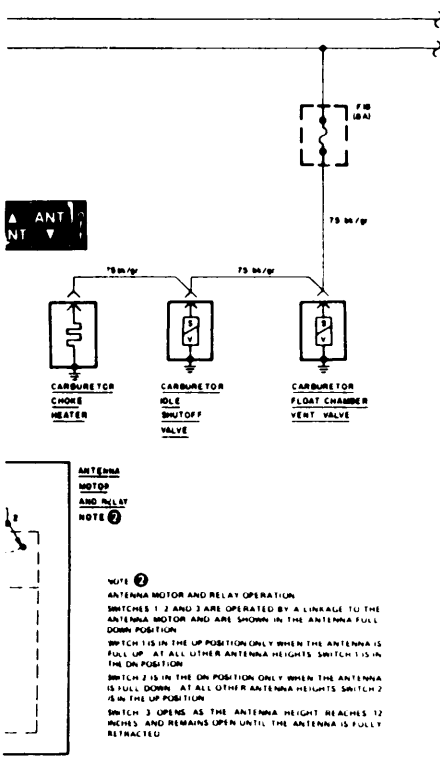 F 18
(8A)
.75 bk/gr
▲ ANT
NT ▼
.75 bk/gr
.75 bk/gr
S
V
S
V
CARBURETOR
CHOKE
HEATER
CARBURETOR
IDLE
SHUTOFF
VALVE
CARBURETOR
FLOAT CHAMBER
VENT VALVE
ANTENNA
MOTOR
AND RELAY
NOTE 2
2
NOTE 2
ANTENNA MOTOR AND RELAY OPERATION
SWITCHES 1 2 AND 3 ARE OPERATED BY A LINKAGE TO THE
ANTENNA MOTOR AND ARE SHOWN IN THE ANTENNA FULL
DOWN POSITION
SWITCH 1 IS IN THE UP POSITION ONLY WHEN THE ANTENNA IS
FULL UP. AT ALL OTHER ANTENNA HEIGHTS SWITCH 1 IS IN
THE DN POSITION
SWITCH 2 IS IN THE DN POSITION ONLY WHEN THE ANTENNA
IS FULL DOWN. AT ALL OTHER ANTENNA HEIGHTS SWITCH 2
IS IN THE UP POSITION
SWITCH 3 OPENS AS THE ANTENNA HEIGHT REACHES 12
INCHES AND REMAINS OPEN UNTIL THE ANTENNA IS FULLY
RETRACTED